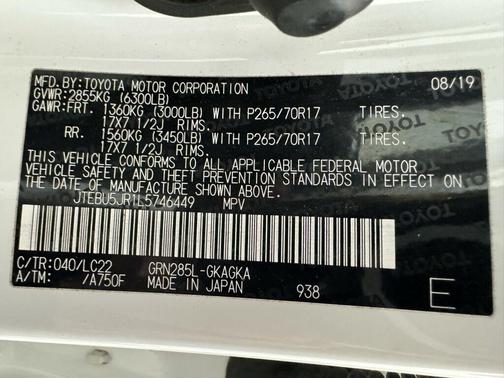 MFD.BY:TOYOTA MOTOR CORPORATION 08/19
GVWR:2855KG (6300LB)
GAWR:FRT. 1360KG (3000LB) WITH P265/70R17 TIRES.
17X7 1/2J RIMS.
RR. 1560KG (3450LB) WITH P265/70R17 TIRES.
17X7 1/2J RIMS.
THIS VEHICLE CONFORMS TO ALL APPLICABLE FEDERAL MOTOR
VEHICLE SAFETY AND THEFT PREVENTION STANDARDS IN EFFECT ON
THE DATE OF MANUFACTURE SHOWN ABOVE.
JTEBU5JR1L5746449 MPV
C/TR:040/LC22 GRN285L-GKAGKA
A/TM: /A750F MADE IN JAPAN 938 E